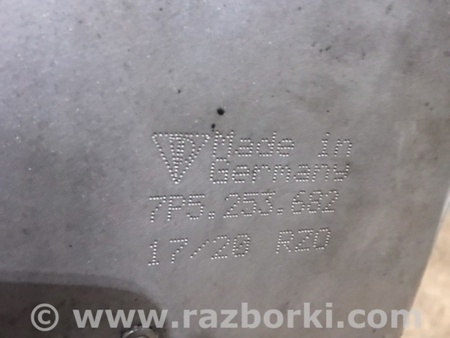 Made in
Germany
7P5.253.682
17/20 RZO
© www.razborki.com